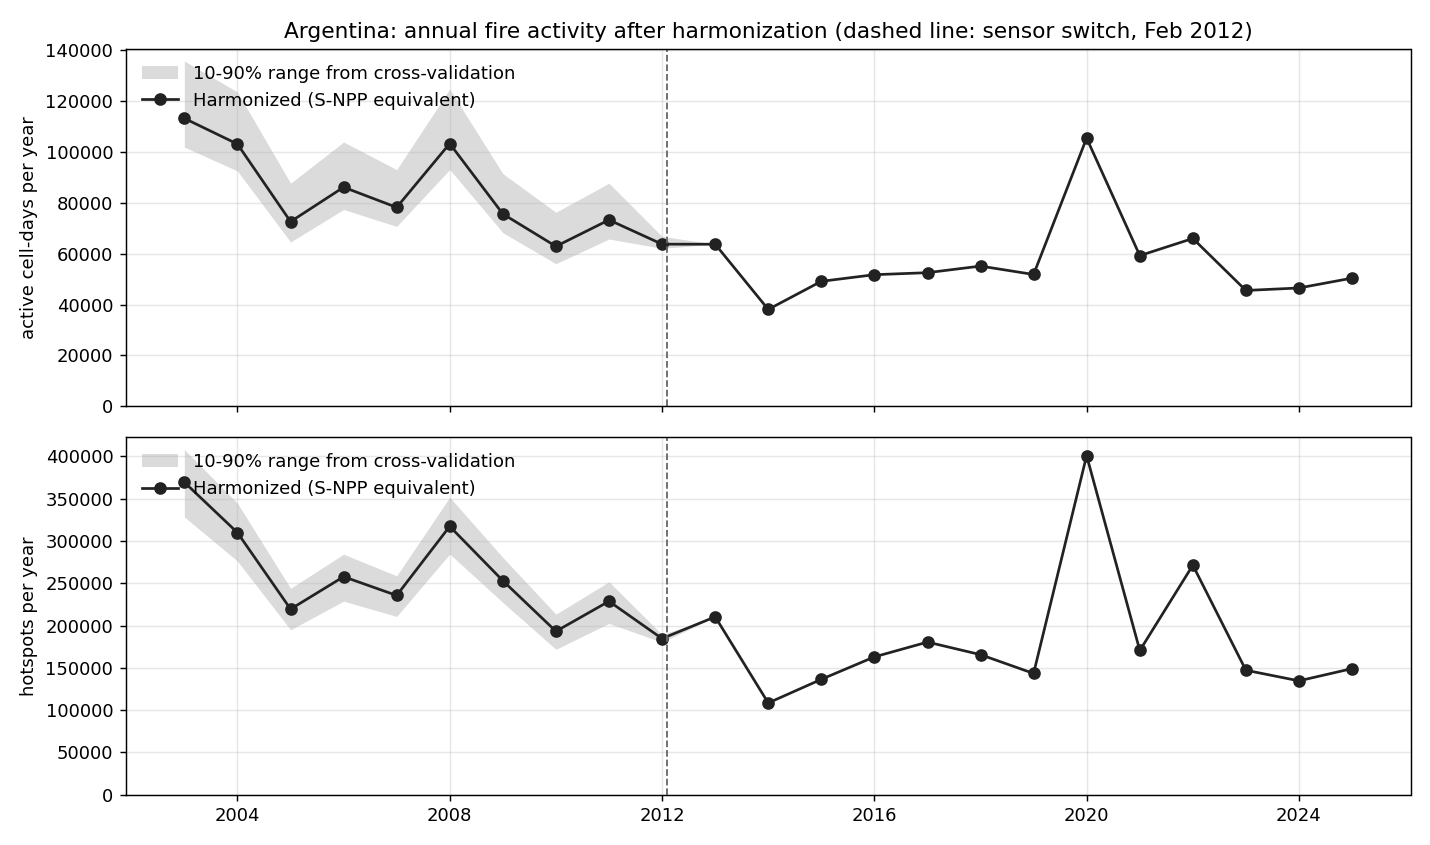 Argentina: annual fire activity after harmonization (dashed line: sensor switch, Feb 2012)
active cell-days per year
140000
120000
100000
80000
60000
40000
20000
0
10-90% range from cross-validation
Harmonized (S-NPP equivalent)
hotspots per year
400000
350000
300000
250000
200000
150000
100000
50000
0
10-90% range from cross-validation
Harmonized (S-NPP equivalent)
2004 2008 2012 2016 2020 2024